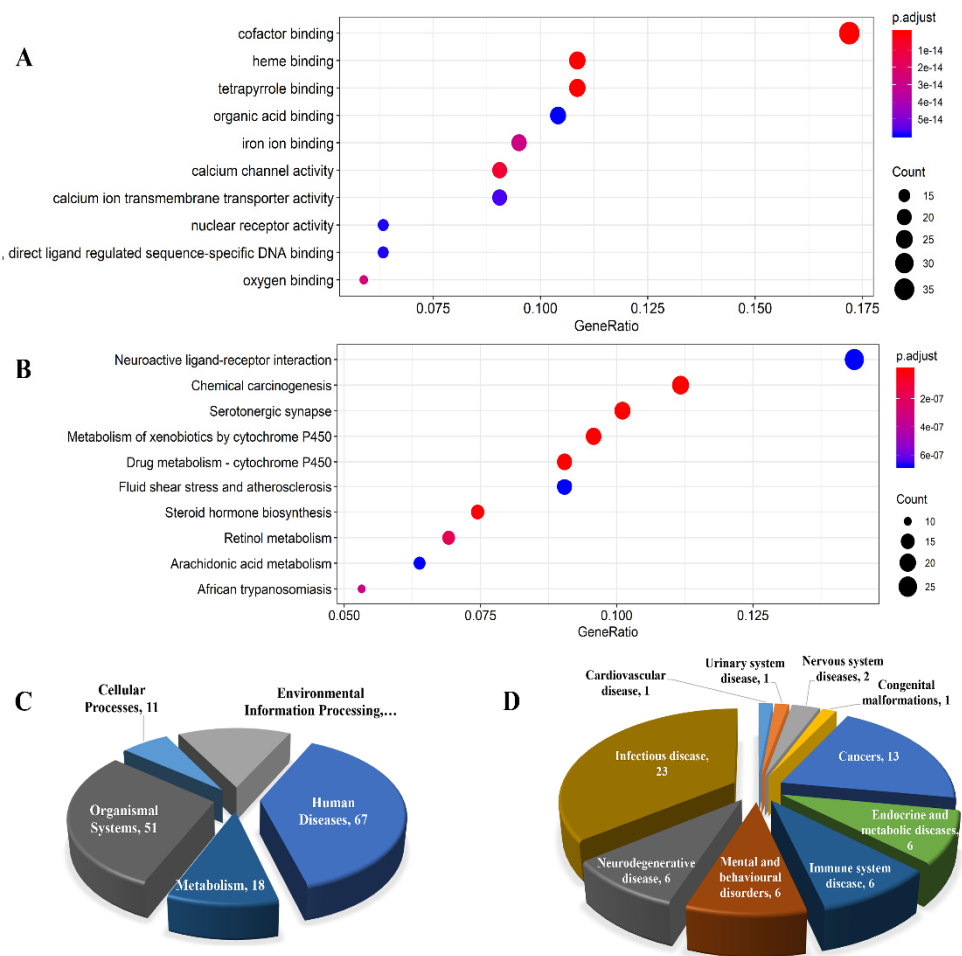 A
cofactor binding
heme binding
tetrapyrrole binding
organic acid binding
iron ion binding
calcium channel activity
calcium ion transmembrane transporter activity
nuclear receptor activity
, direct ligand regulated sequence-specific DNA binding
oxygen binding
0.075
0.100
0.125
0.150
0.175
GeneRatio
p.adjust
1e-14
2e-14
3e-14
4e-14
5e-14
Count
15
20
25
30
35
B
Neuroactive ligand-receptor interaction
Chemical carcinogenesis
Serotonergic synapse
Metabolism of xenobiotics by cytochrome P450
Drug metabolism - cytochrome P450
Fluid shear stress and atherosclerosis
Steroid hormone biosynthesis
Retinol metabolism
Arachidonic acid metabolism
African trypanosomiasis
0.050
0.075
0.100
0.125
GeneRatio
p.adjust
2e-07
4e-07
6e-07
Count
10
15
20
25
C
Cellular
Processes, 11
Environmental
Information Processing,...
Organismal
Systems, 51
Human
Diseases, 67
Metabolism, 18
D
Cardiovascular
disease, 1
Urinary system
disease, 1
Nervous system
diseases, 2
Congenital
malformations, 1
Infectious disease,
23
Cancers, 13
Endocrine and
metabolic diseases,
6
Neurodegenerative
disease, 6
Mental and
behavioural
disorders, 6
Immune system
disease, 6